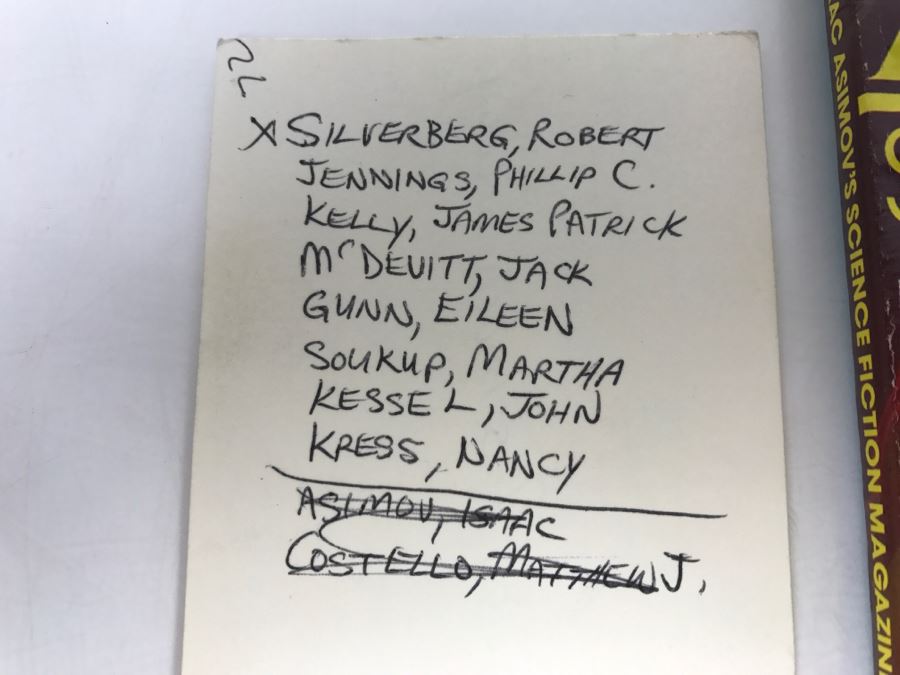 X SILVERBERG, ROBERT
JENNINGS, PHILLIP C.
KELLY, JAMES PATRICK
McDEVITT, JACK
GUNN, EILEEN
SOUKUP, MARTHA
KESSEL, JOHN
KRESS, NANCY
ASIMOV, ISAAC
COSTELLO, MATTHEW J.
AC ASIMOV'S SCIENCE FICTION MAGAZIN